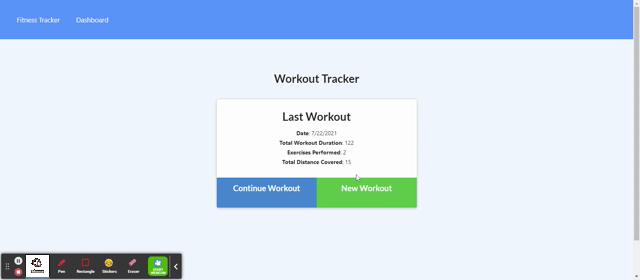 Fitness Tracker Dashboard
Workout Tracker
Last Workout
Date: 7/22/2021
Total Workout Duration: 122
Exercises Performed: 2
Total Distance Covered: 15
Continue Workout New Workout
Pen Rectangle Stickers Eraser